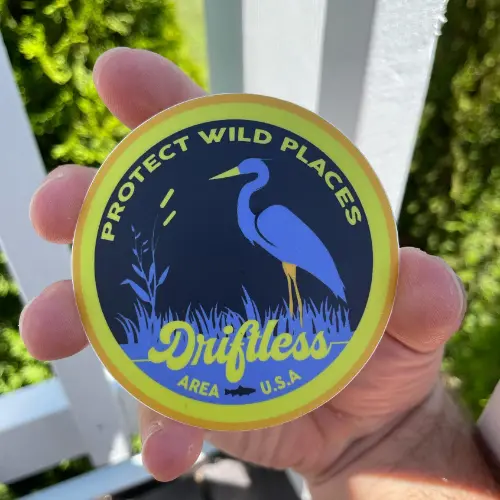 PROTECT WILD PLACES
Driftless
AREA U.S.A